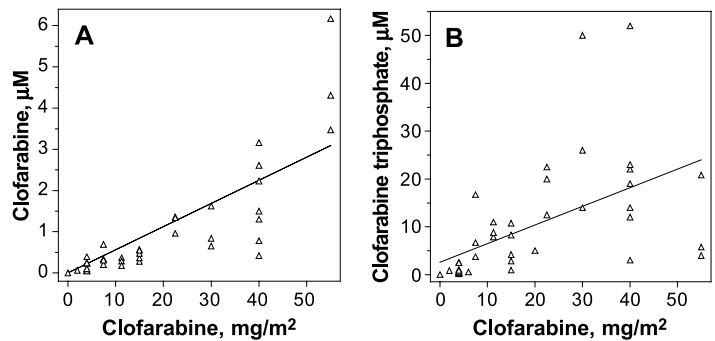 A
Clofarabine, µM
6
5
4
3
2
1
0
0 10 20 30 40 50
Clofarabine, mg/m²
B
Clofarabine triphosphate, µM
50
40
30
20
10
0
0 10 20 30 40 50
Clofarabine, mg/m²